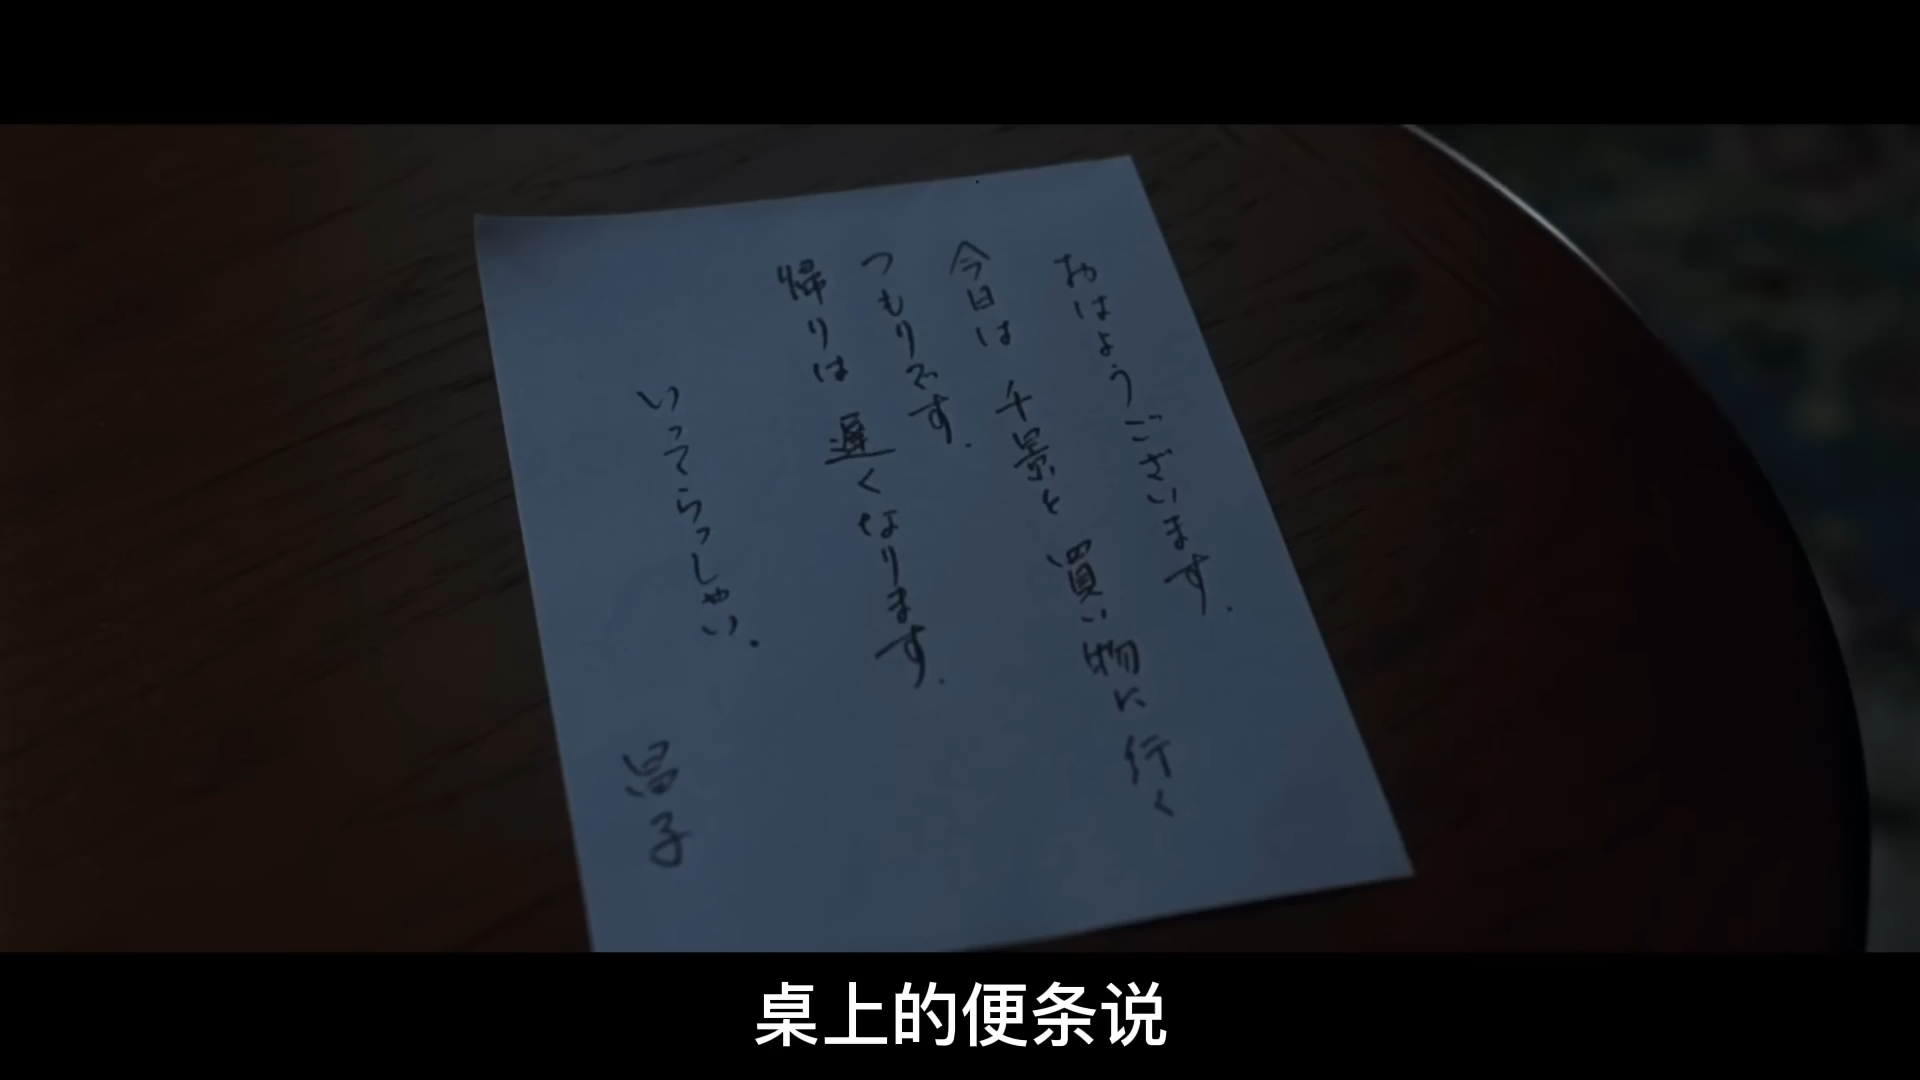 おはようございます.
今日は 千景と 買い物に 行く
つもりです.
帰りは 遅くなります.
いってらっしゃい.
昌子
桌上的便条说